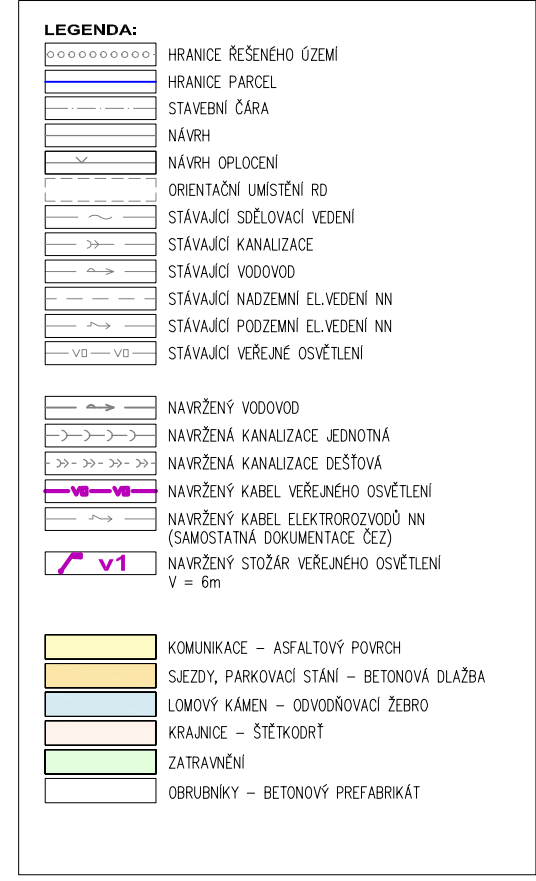 LEGENDA:
HRANICE ŘEŠENÉHO ÚZEMÍ
HRANICE PARCEL
STAVEBNÍ ČÁRA
NÁVRH
NÁVRH OPLOCENÍ
ORIENTAČNÍ UMÍSTĚNÍ RD
STÁVAJÍCÍ SDĚLOVACÍ VEDENÍ
STÁVAJÍCÍ KANALIZACE
STÁVAJÍCÍ VODOVOD
STÁVAJÍCÍ NADZEMNÍ EL.VEDENÍ NN
STÁVAJÍCÍ PODZEMNÍ EL.VEDENÍ NN
STÁVAJÍCÍ VEŘEJNÉ OSVĚTLENÍ
NAVRŽENÝ VODOVOD
NAVRŽENÁ KANALIZACE JEDNOTNÁ
NAVRŽENÁ KANALIZACE DEŠŤOVÁ
NAVRŽENÝ KABEL VEŘEJNÉHO OSVĚTLENÍ
NAVRŽENÝ KABEL ELEKTROROZVODŮ NN
(SAMOSTATNÁ DOKUMENTACE ČEZ)
v1 NAVRŽENÝ STOŽÁR VEŘEJNÉHO OSVĚTLENÍ
V = 6m
KOMUNIKACE – ASFALTOVÝ POVRCH
SJEZDY, PARKOVACÍ STÁNÍ – BETONOVÁ DLAŽBA
LOMOVÝ KÁMEN – ODVODŇOVACÍ ŽEBRO
KRAJNICE – ŠTĚTKODRŤ
ZATRAVNĚNÍ
OBRUBNÍKY – BETONOVÝ PREFABRIKÁT